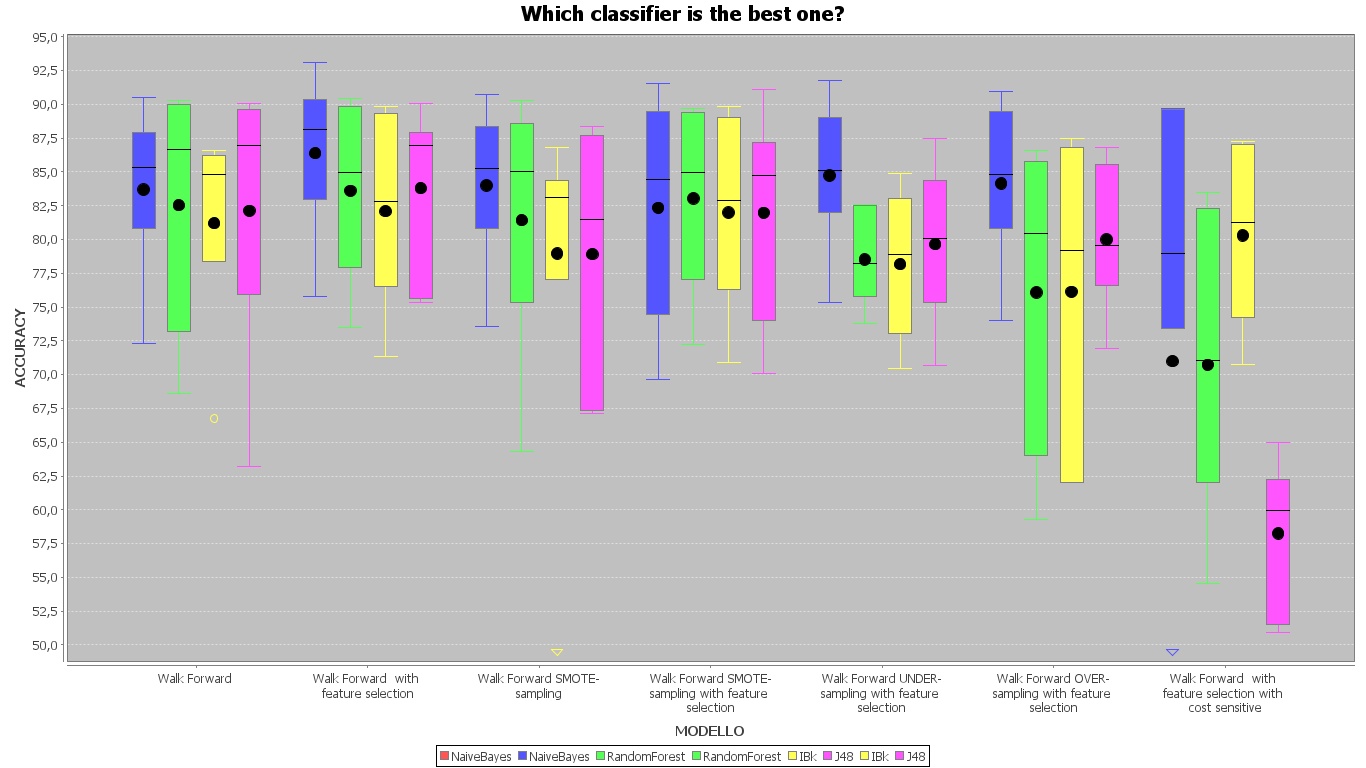 Which classifier is the best one?
95,0
92,5
90,0
87,5
85,0
82,5
80,0
77,5
75,0
72,5
70,0
67,5
65,0
62,5
60,0
57,5
55,0
52,5
50,0
ACCURACY
Walk Forward
Walk Forward with
feature selection
Walk Forward SMOTE-
sampling
Walk Forward SMOTE-
sampling with feature
selection
Walk Forward UNDER-
sampling with feature
selection
Walk Forward OVER-
sampling with feature
selection
Walk Forward with
feature selection with
cost sensitive
MODELLO
NaiveBayes NaiveBayes RandomForest RandomForest IBk J48 IBk J48